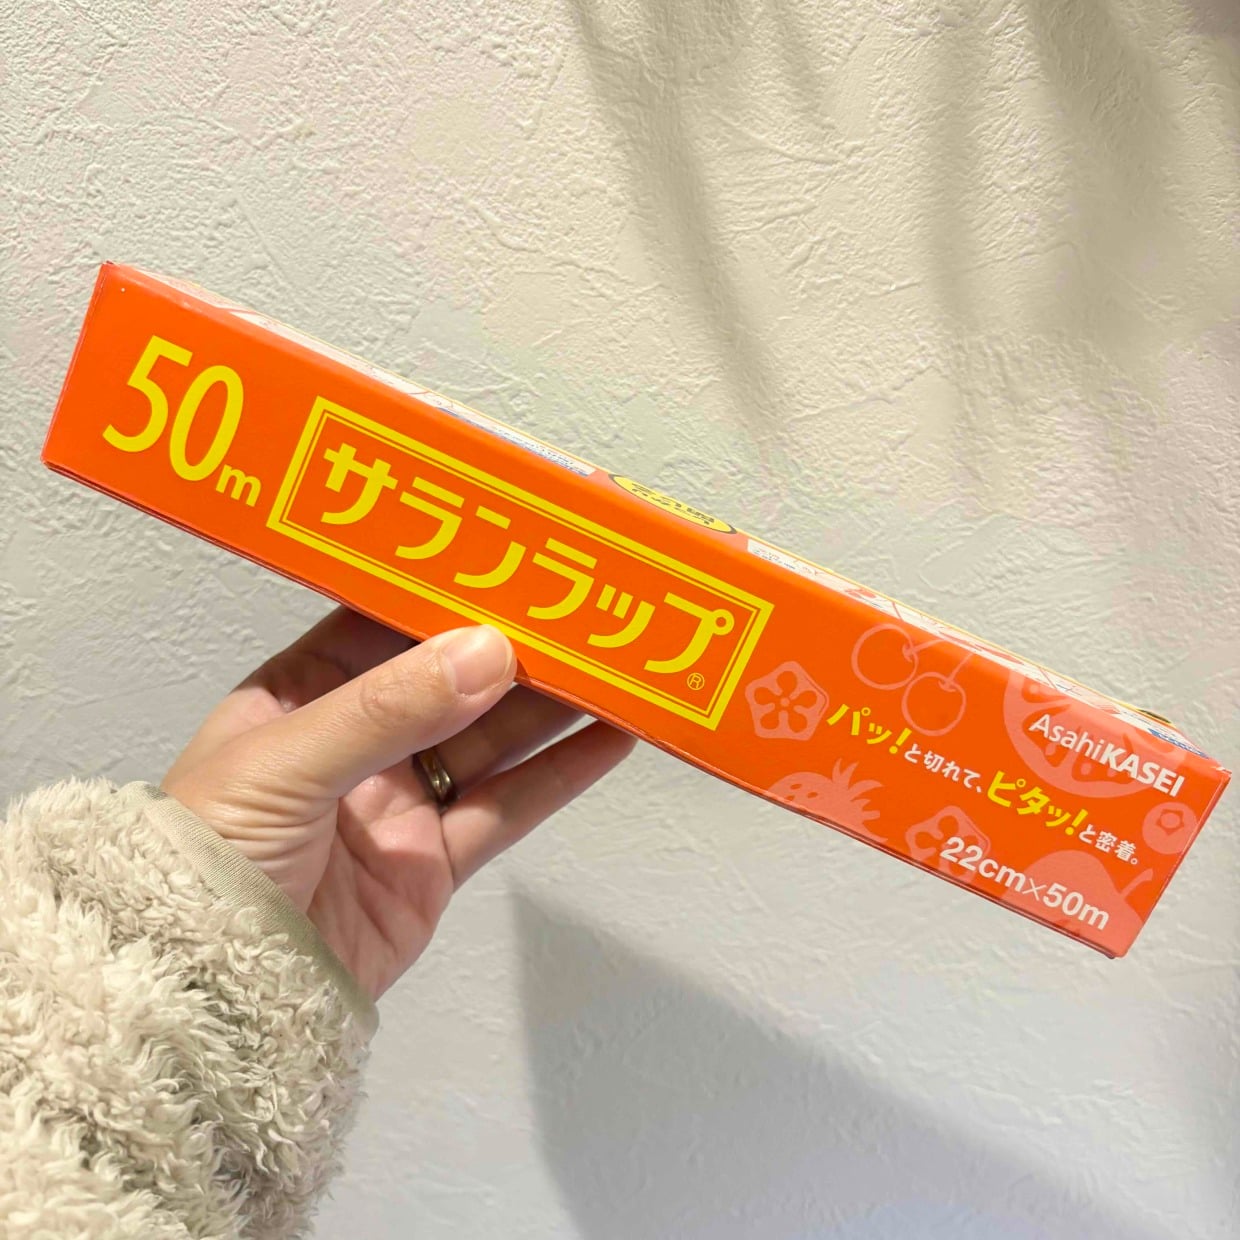 50m
サランラップ®
パッ!と切れて、ピタッ!と密着。
AsahiKASEI
22cm×50m